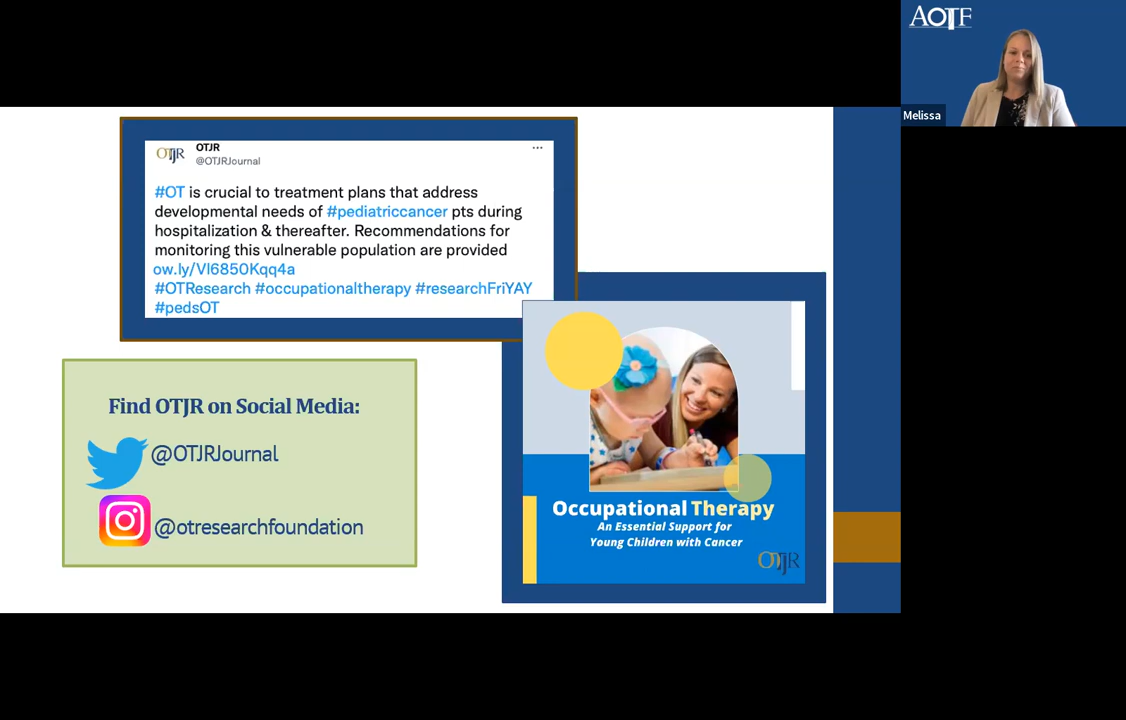 AOTF
Melissa
OTJR
OTJR
@OTJRJournal
#OT is crucial to treatment plans that address
developmental needs of #pediatriccancer pts during
hospitalization & thereafter. Recommendations for
monitoring this vulnerable population are provided
ow.ly/Vl6850Kqq4a
#OTResearch #occupationaltherapy #researchFriYAY
#pedsOT
Find OTJR on Social Media:
@OTJRJournal
@otresearchfoundation
Occupational Therapy
An Essential Support for
Young Children with Cancer
OTJR